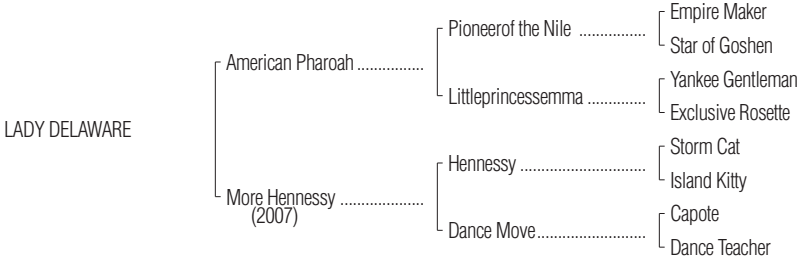 Empire Maker
Pioneerof the Nile ................
Star of Goshen
American Pharoah ................
Yankee Gentleman
Littleprincessemma ..............
Exclusive Rosette
LADY DELAWARE
Storm Cat
Hennessy ..............................
Island Kitty
More Hennessy ....................
(2007)
Capote
Dance Move..........................
Dance Teacher